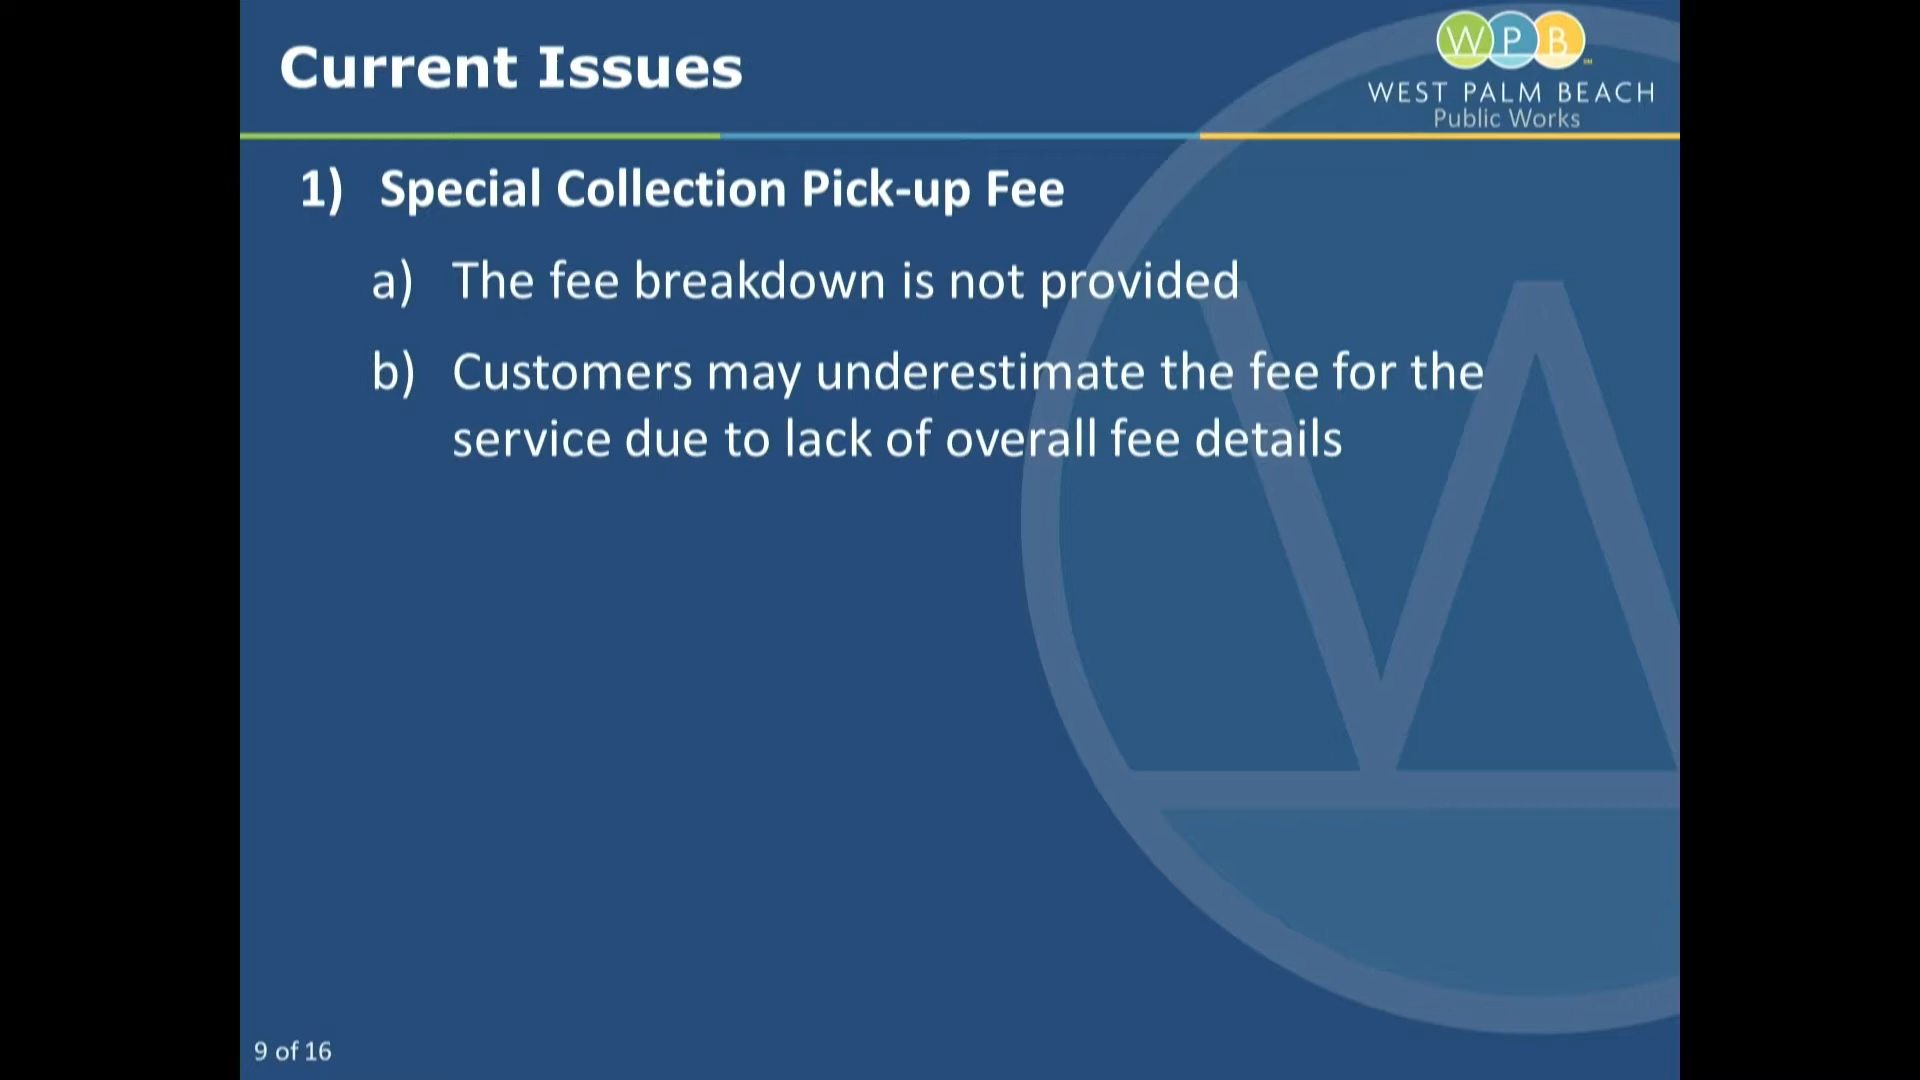 Current Issues
WPB
WEST PALM BEACH
Public Works
1) Special Collection Pick-up Fee
a) The fee breakdown is not provided
b) Customers may underestimate the fee for the
service due to lack of overall fee details
9 of 16